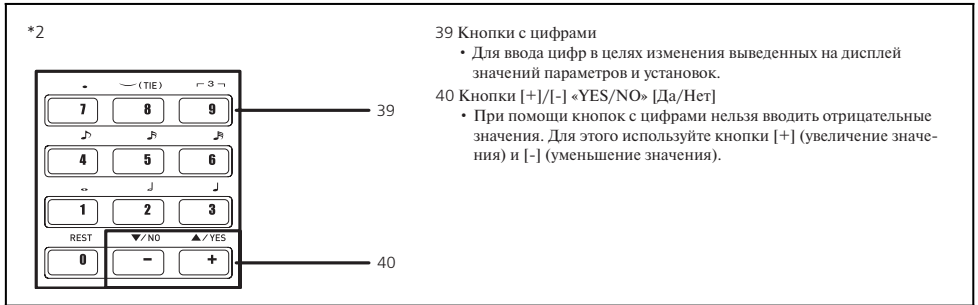 *2
(TIE) 3
7 8 9
39
4 5 6
1 2 3
REST ▼/NO ▲/YES
0 − +
40
39 Кнопки с цифрами
• Для ввода цифр в целях изменения выведенных на дисплей
значений параметров и установок.
40 Кнопки [+]/[-] «YES/NO» [Да/Нет]
• При помощи кнопок с цифрами нельзя вводить отрицательные
значения. Для этого используйте кнопки [+] (увеличение значе-
ния) и [-] (уменьшение значения).